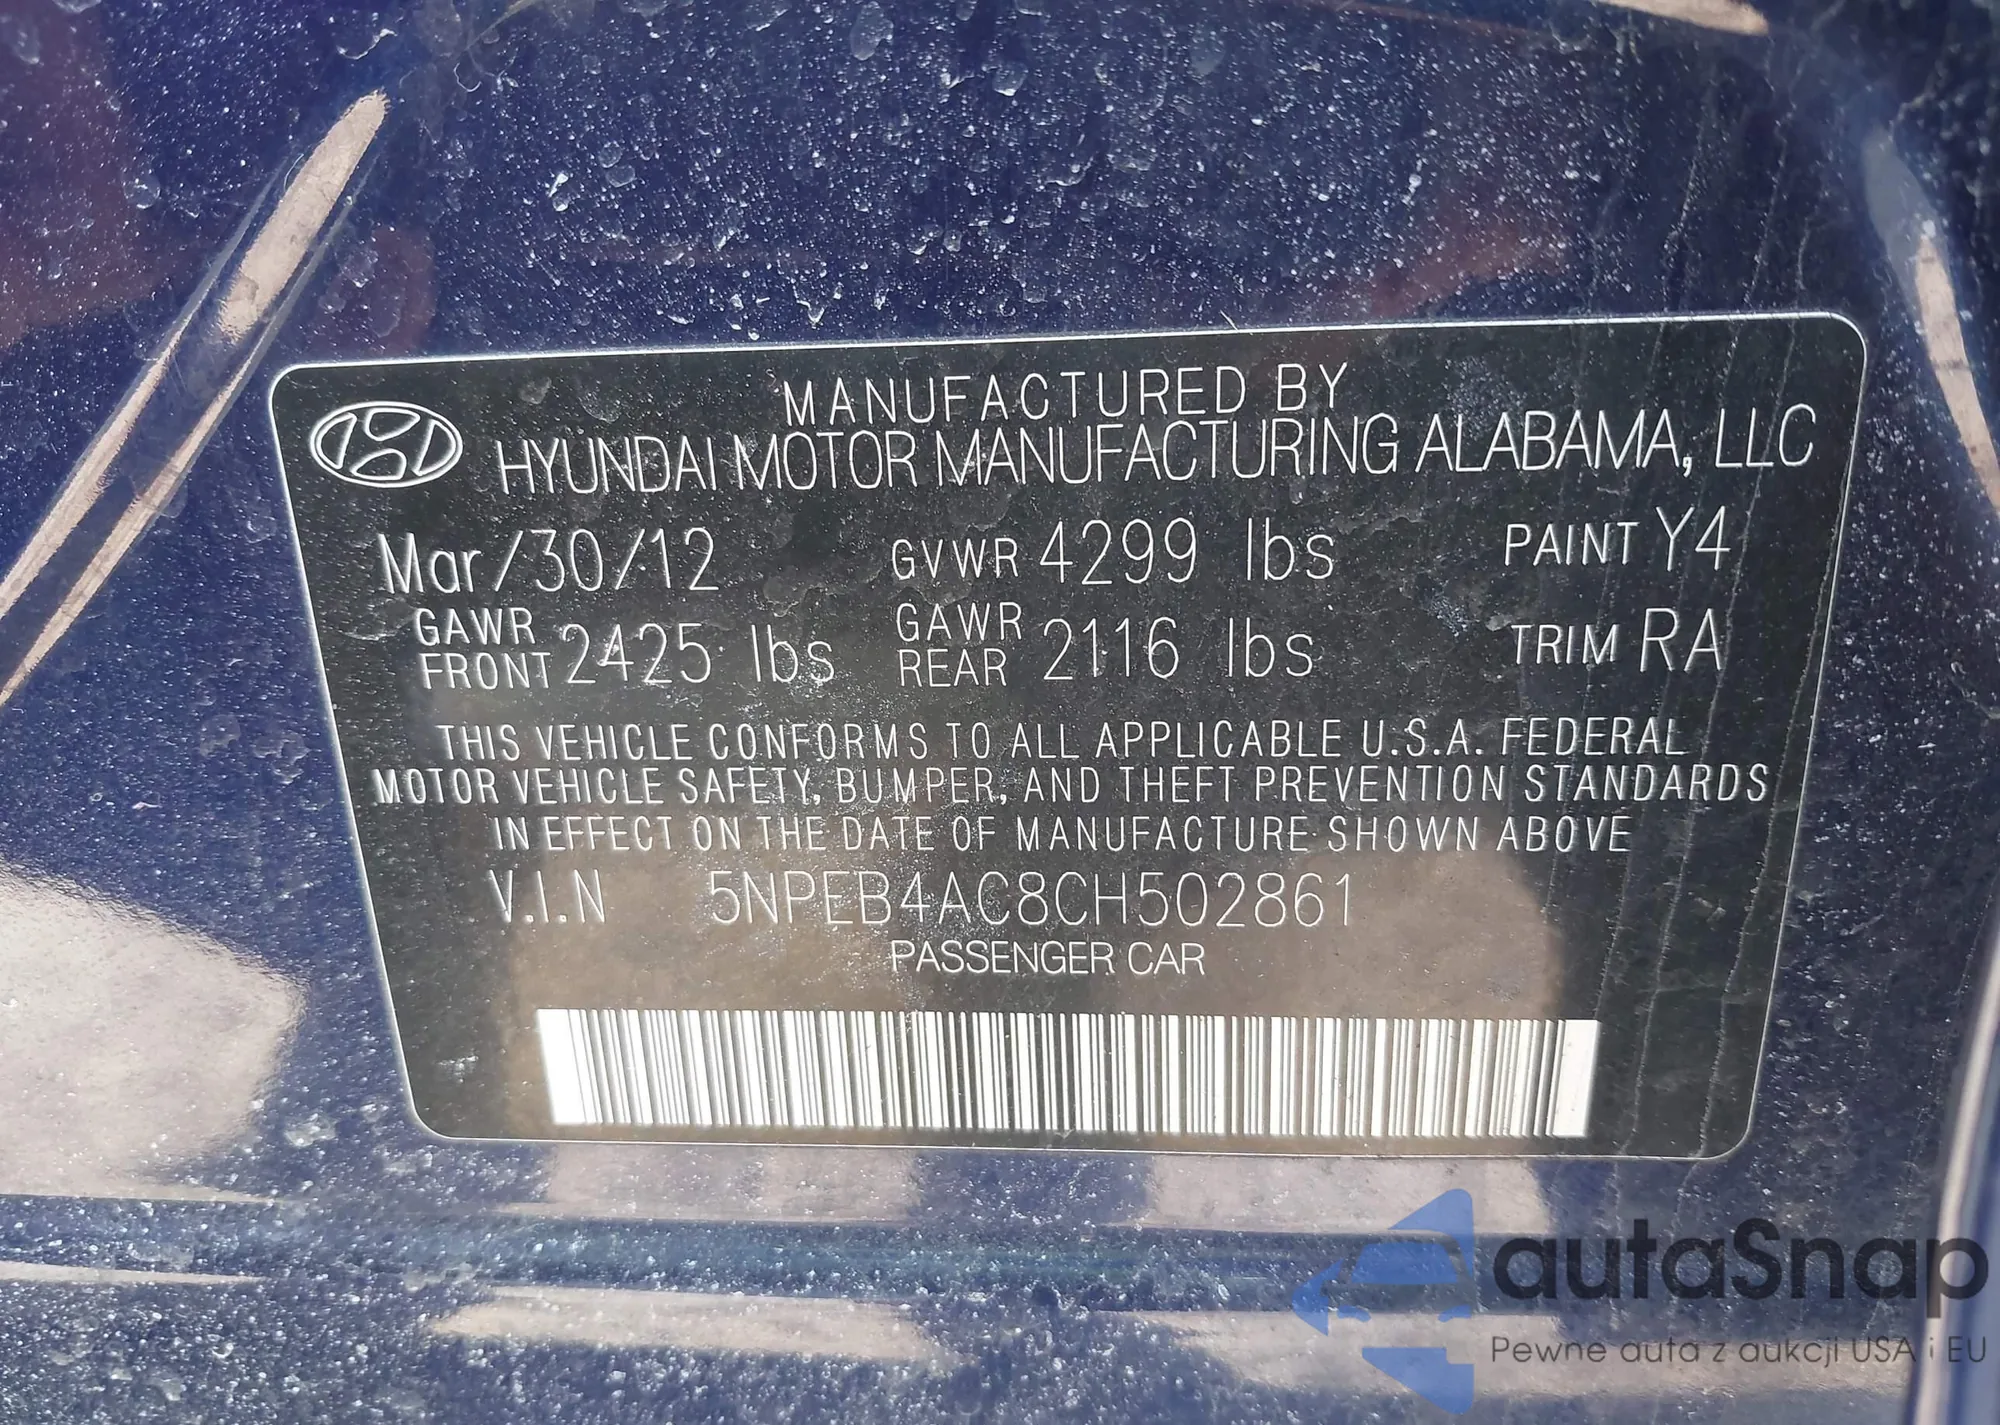 MANUFACTURED BY
HYUNDAI MOTOR MANUFACTURING ALABAMA, LLC
Mar/30/12 GVWR 4299 lbs PAINT Y4
GAWR FRONT 2425 lbs GAWR REAR 2116 lbs TRIM RA
THIS VEHICLE CONFORMS TO ALL APPLICABLE U.S.A. FEDERAL
MOTOR VEHICLE SAFETY, BUMPER, AND THEFT PREVENTION STANDARDS
IN EFFECT ON THE DATE OF MANUFACTURE SHOWN ABOVE
V.I.N 5NPEB4AC8CH502861
PASSENGER CAR
autaSnap
Pewne auta z aukcji USA i EU